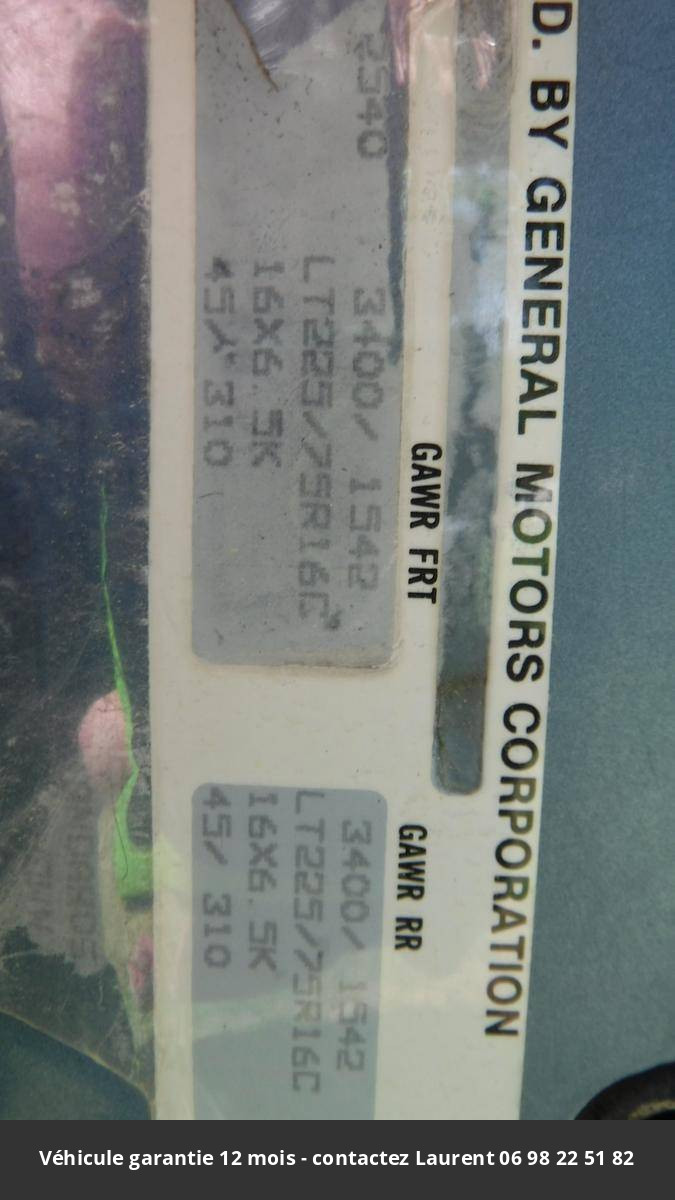 D. BY GENERAL MOTORS CORPORATION
GAWR FRT
2540
3400/ 1542
LT225/75R16C
16X6.5K
45/ 310
GAWR RR
3400/ 1542
LT225/75R16C
16X6.5K
45/ 310
Véhicule garantie 12 mois - contactez Laurent 06 98 22 51 82